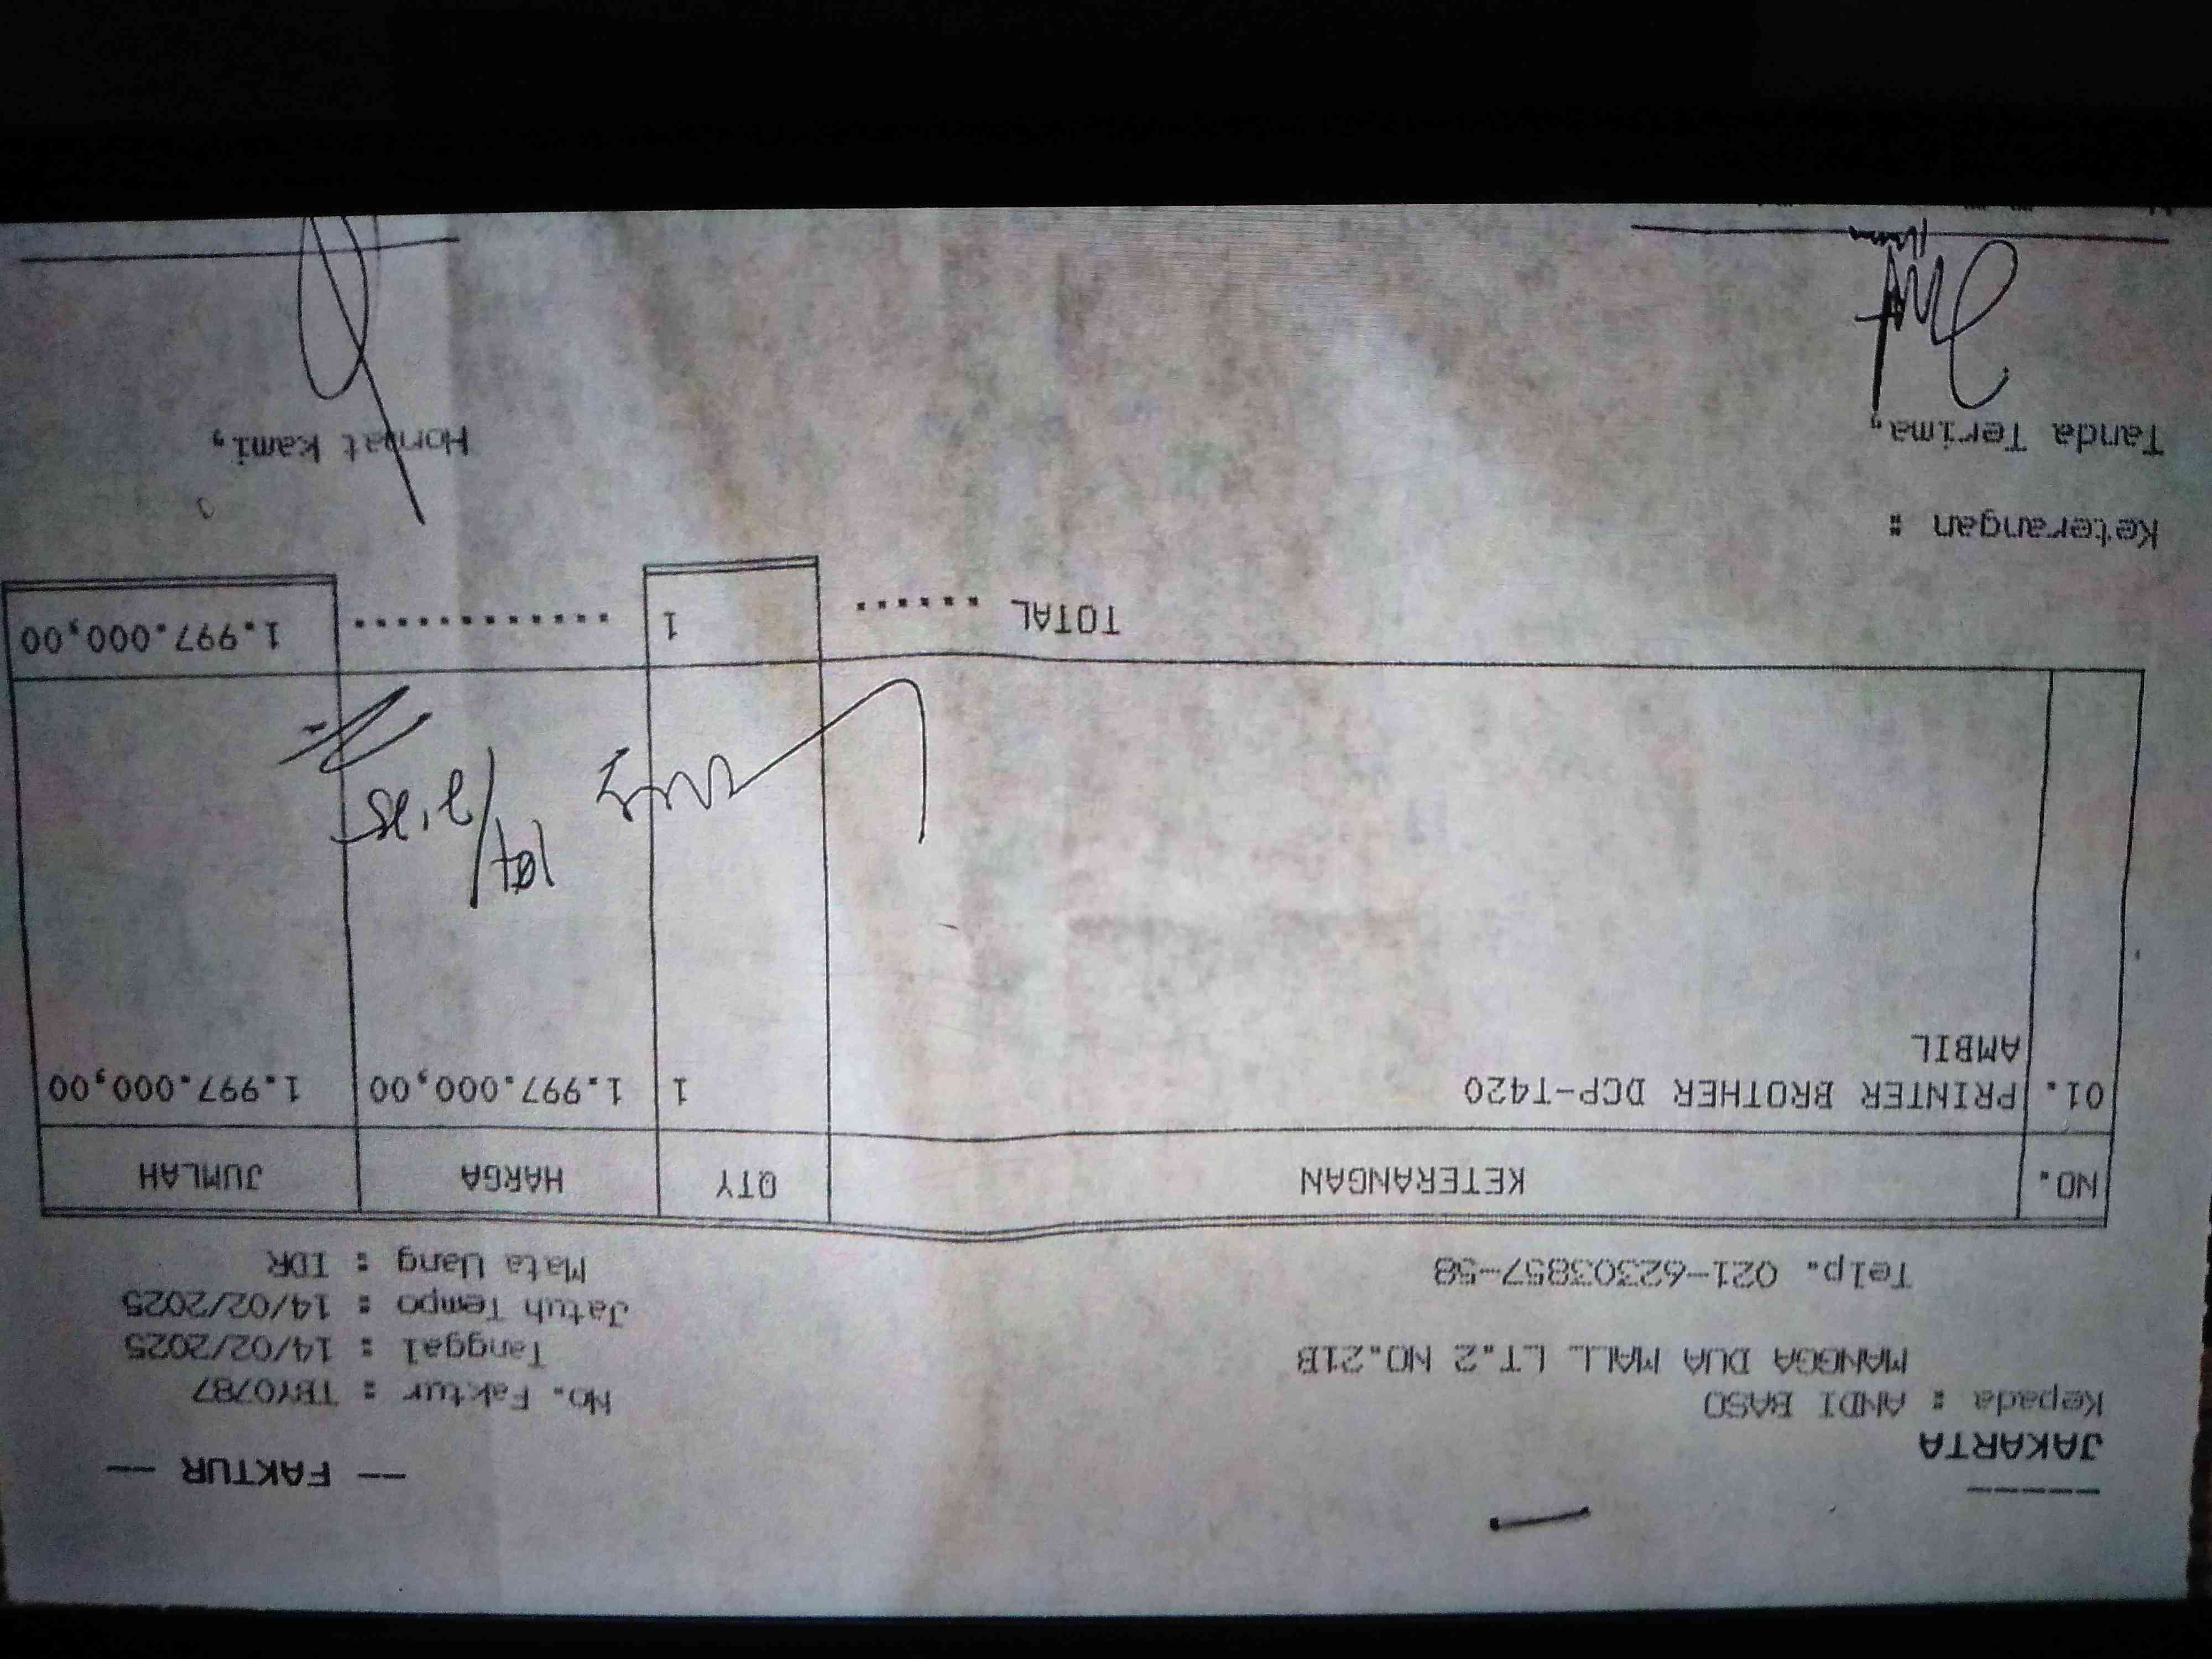 -----
JAKARTA
-- FAKTUR --
Kepada : ANDI BASO
No. Faktur : TBY0787
MANGGA DUA MALL LT.2 NO.21B
Tanggal : 14/02/2025
Jatuh Tempo : 14/02/2025
Telp. 021-62303857-58
Mata Uang : IDR
NO. KETERANGAN QTY HARGA JUMLAH
01. PRINTER BROTHER DCP-T420 1 1.997.000,00 1.997.000,00
AMBIL
TOTAL ...... 1 ............ 1.997.000,00
Keterangan :
Tanda Terima, Hormat Kami,